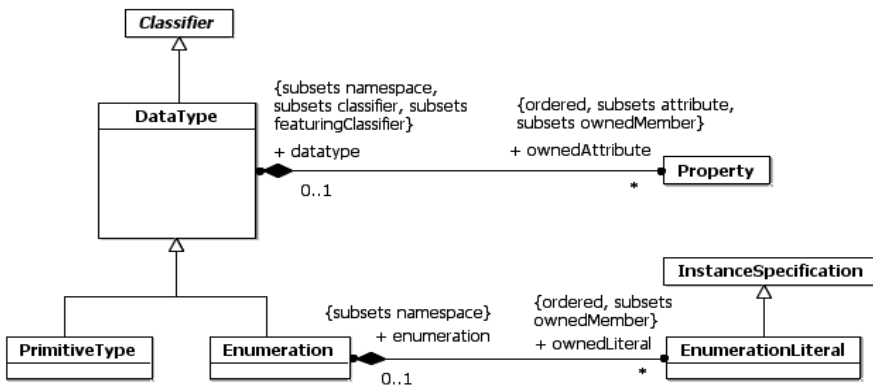 Classifier
{subsets namespace,
subsets classifier, subsets
featuringClassifier}
{ordered, subsets attribute,
subsets ownedMember}
DataType
+ datatype
+ ownedAttribute
Property
0..1
*
InstanceSpecification
{subsets namespace}
{ordered, subsets
ownedMember}
+ enumeration
+ ownedLiteral
PrimitiveType
Enumeration
EnumerationLiteral
0..1
*